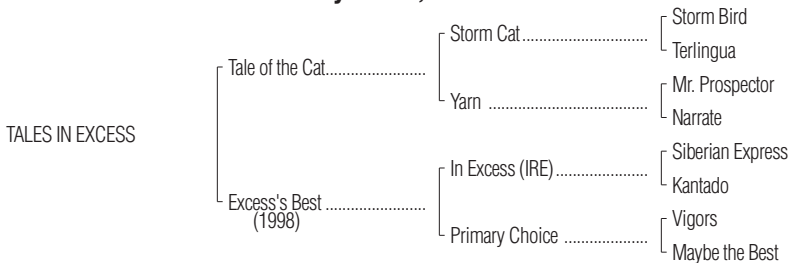 Storm Bird
Storm Cat
Terlingua
Tale of the Cat
Mr. Prospector
Yarn
Narrate
TALES IN EXCESS
Siberian Express
In Excess (IRE)
Kantado
Excess's Best
(1998)
Vigors
Primary Choice
Maybe the Best